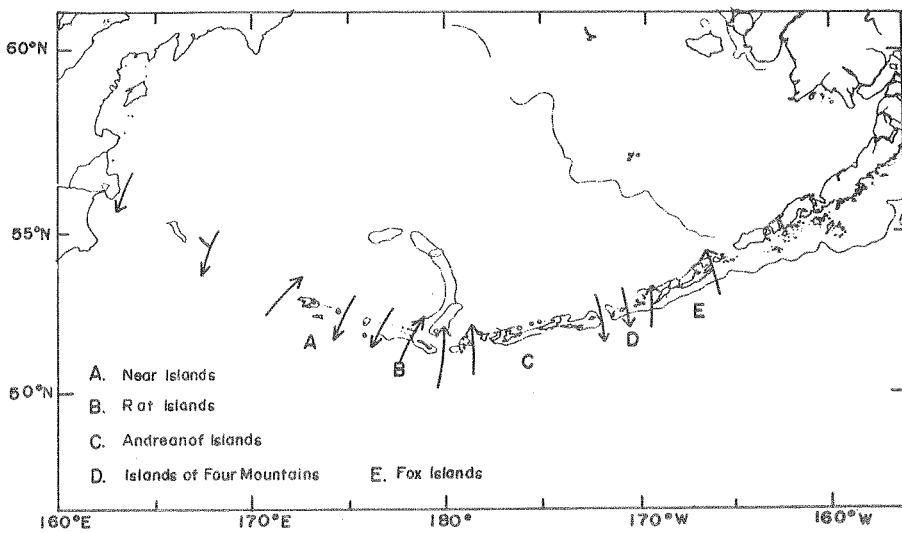 60°N
55°N
50°N
A
B
C
D
E
A. Near Islands
B. Rat Islands
C. Andreanof Islands
D. Islands of Four Mountains E. Fox Islands
160°E 170°E 180° 170°W 160°W